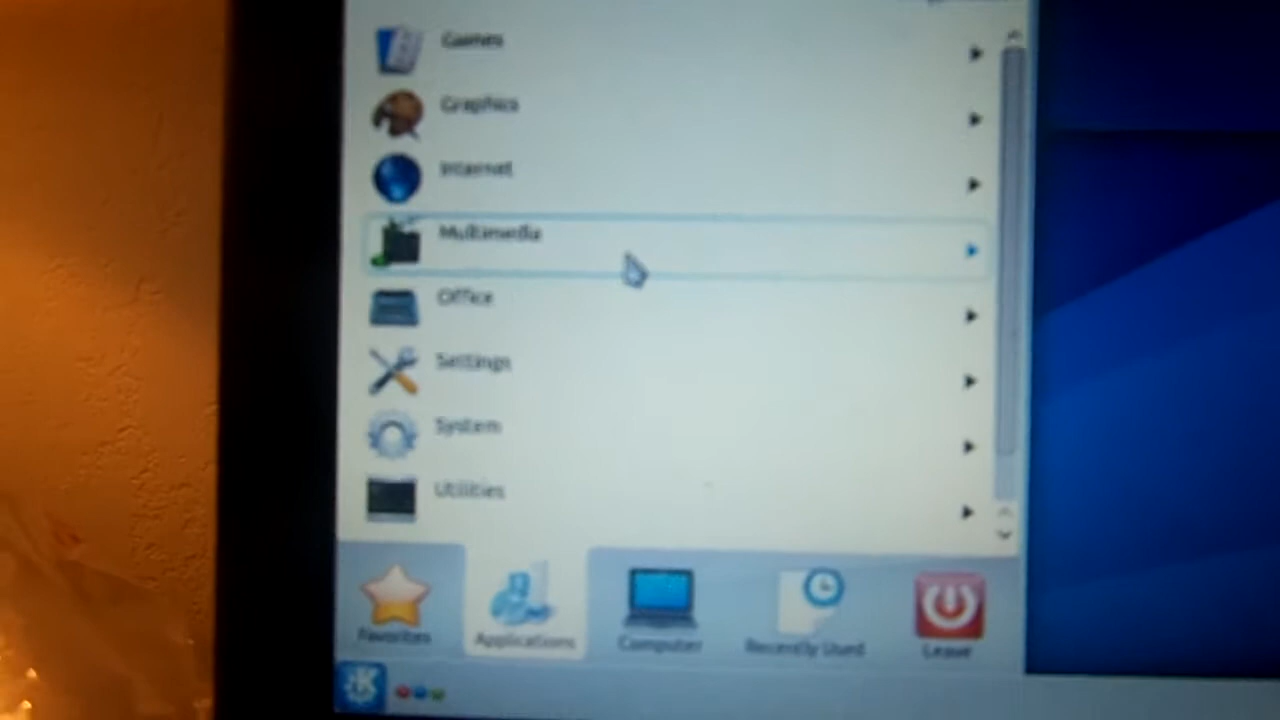 Games
Graphics
Internet
Multimedia
Office
Settings
System
Utilities
Favorites
Applications
Computer
Recently Used
Leave